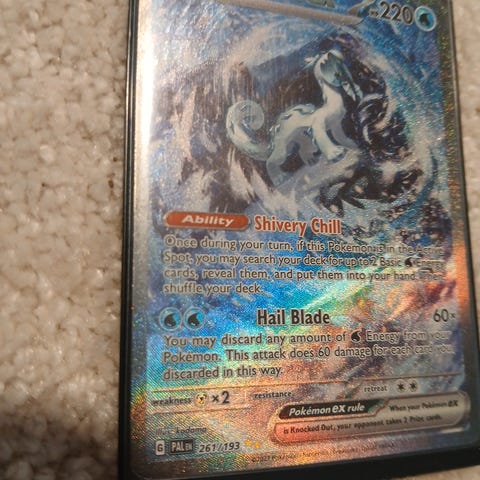 HP 220
Ability Shivery Chill
Once during your turn, if this Pokémon is in the Active
Spot, you may search your deck for up to 2 Basic Energy
cards, reveal them, and put them into your hand. Then
shuffle your deck.
Hail Blade 60×
You may discard any amount of Energy from your
Pokémon. This attack does 60 damage for each card you
discarded in this way.
weakness ×2 resistance retreat
Pokémon ex rule
When your Pokémon ex
is Knocked Out, your opponent takes 2 Prize cards.
G PAL EN 261/193